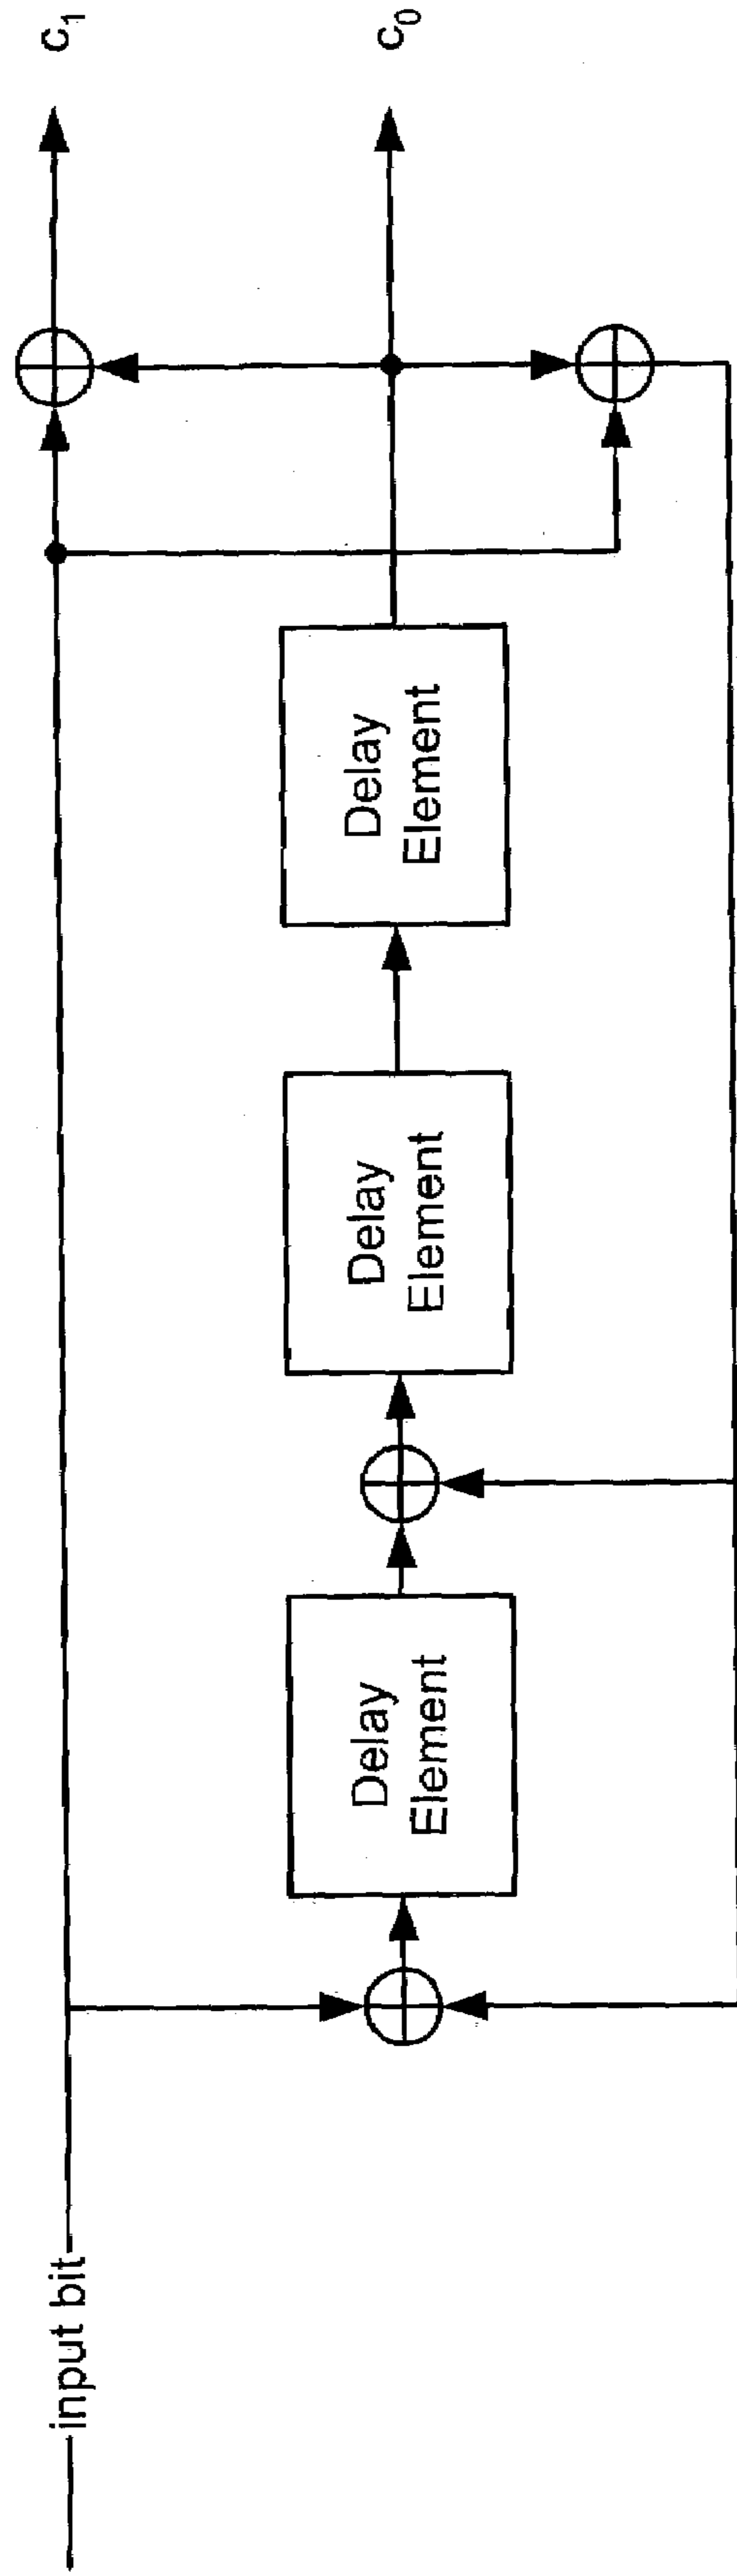 input bit
Delay
Element
Delay
Element
Delay
Element
c₁
c₀